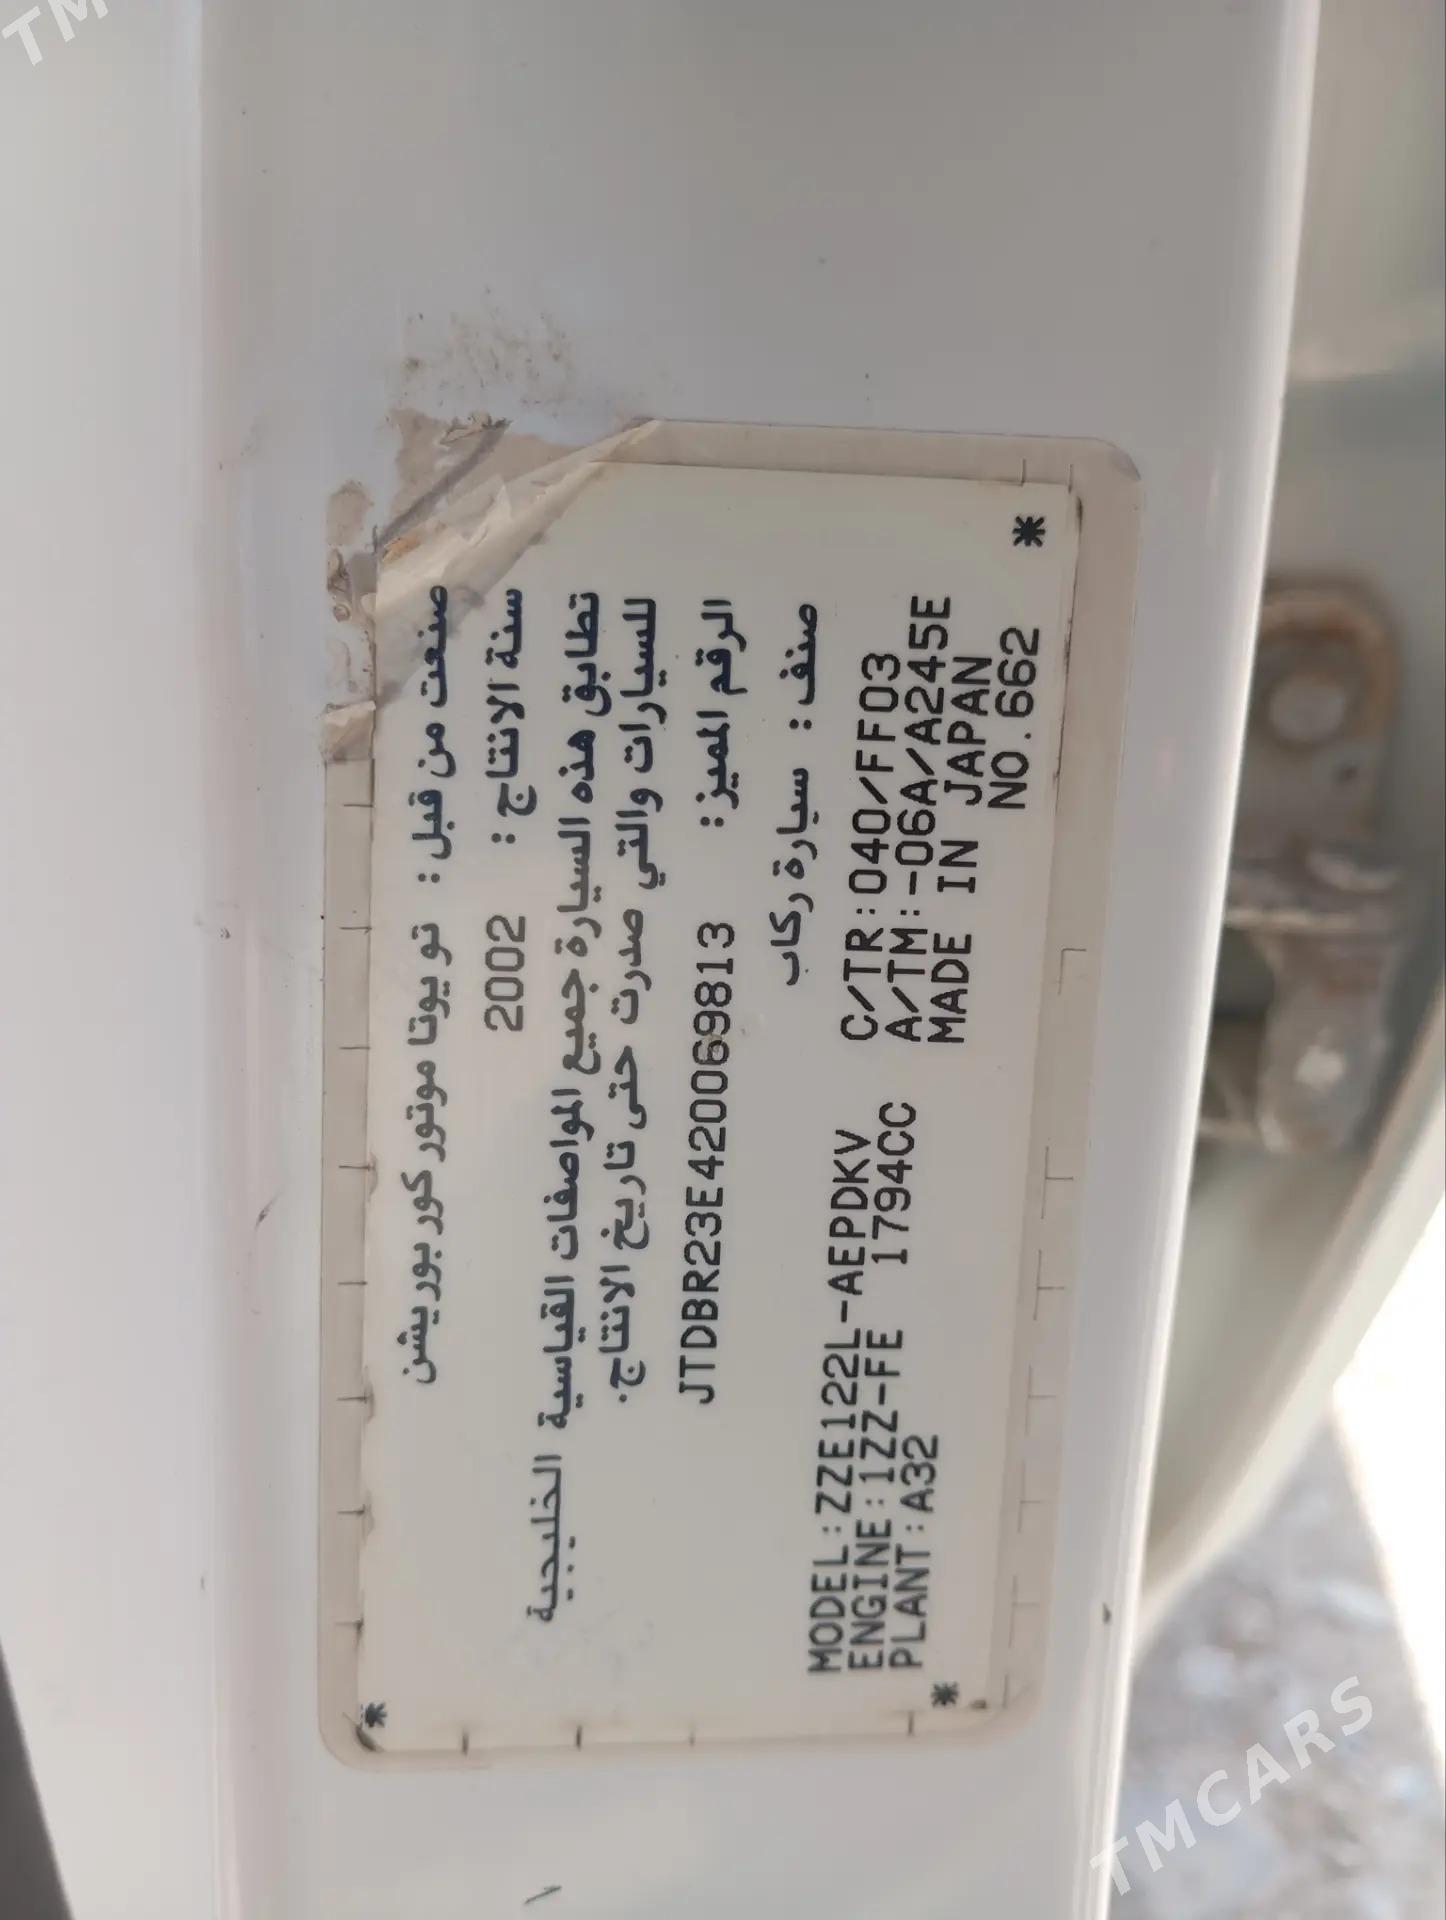 صنعت من قبل : تويوتا موتور كوربوريشن
سنة الانتاج : 2002
تطابق هذه السيارة جميع المواصفات القياسية الخليجية
للسيارات والتي صدرت حتى تاريخ الانتاج.
الرقم المميز : JTDBR23E420069813
صنف : سيارة ركاب
MODEL:ZZE122L-AEPDKV C/TR:040/FF03
ENGINE:1ZZ-FE 1794CC A/TM:-06A/A245E
PLANT:A32 MADE IN JAPAN
NO.662
TMCARS
TM